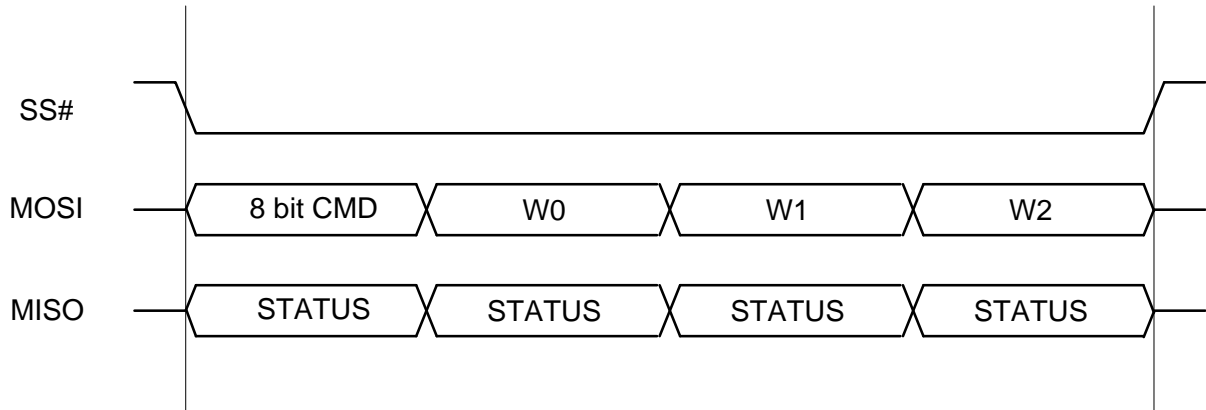 SS#
MOSI 8 bit CMD W0 W1 W2
MISO STATUS STATUS STATUS STATUS